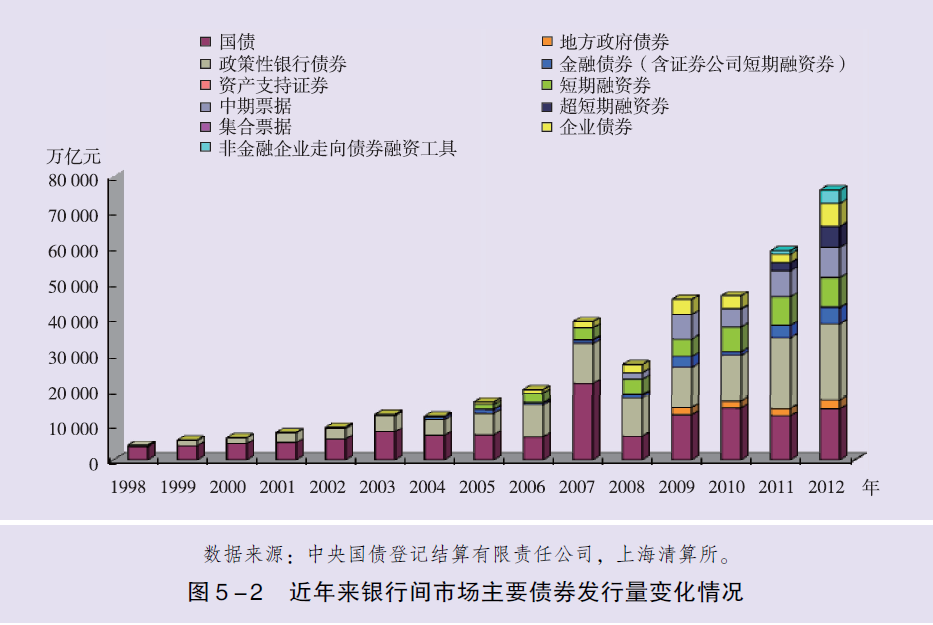 国债 地方政府债券
政策性银行债券 金融债券（含证券公司短期融资券）
资产支持证券 短期融资券
中期票据 超短期融资券
集合票据 企业债券
非金融企业走向债券融资工具
万亿元
80 000
70 000
60 000
50 000
40 000
30 000
20 000
10 000
0
1998 1999 2000 2001 2002 2003 2004 2005 2006 2007 2008 2009 2010 2011 2012 年
数据来源：中央国债登记结算有限责任公司，上海清算所。
图5-2 近年来银行间市场主要债券发行量变化情况